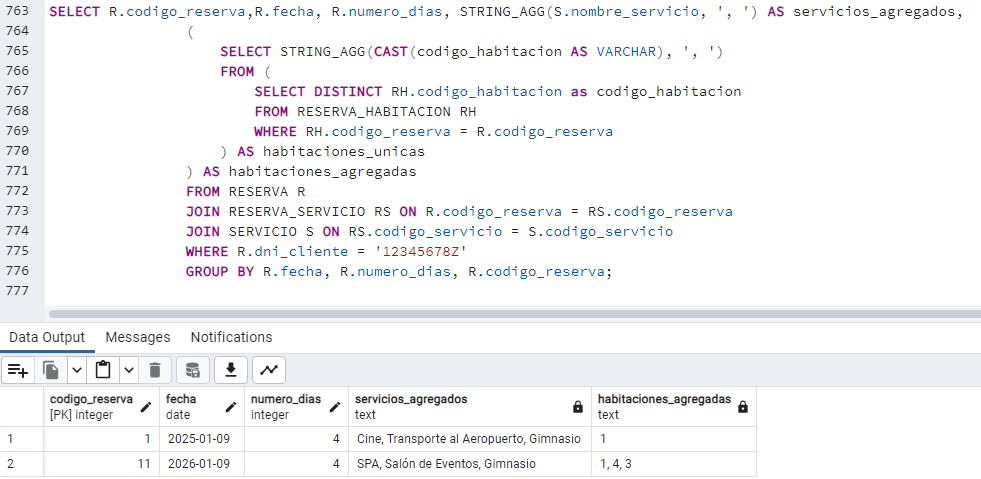 763 SELECT R.codigo_reserva,R.fecha, R.numero_dias, STRING_AGG(S.nombre_servicio, ', ') AS servicios_agregados,
764 (
765 SELECT STRING_AGG(CAST(codigo_habitacion AS VARCHAR), ', ')
766 FROM (
767 SELECT DISTINCT RH.codigo_habitacion as codigo_habitacion
768 FROM RESERVA_HABITACION RH
769 WHERE RH.codigo_reserva = R.codigo_reserva
770 ) AS habitaciones_unicas
771 ) AS habitaciones_agregadas
772 FROM RESERVA R
773 JOIN RESERVA_SERVICIO RS ON R.codigo_reserva = RS.codigo_reserva
774 JOIN SERVICIO S ON RS.codigo_servicio = S.codigo_servicio
775 WHERE R.dni_cliente = '12345678Z'
776 GROUP BY R.fecha, R.numero_dias, R.codigo_reserva;
777
Data Output Messages Notifications
codigo_reserva fecha numero_dias servicios_agregados habitaciones_agregadas
[PK] integer date integer text text
1 1 2025-01-09 4 Cine, Transporte al Aeropuerto, Gimnasio 1
2 11 2026-01-09 4 SPA, Salón de Eventos, Gimnasio 1, 4, 3